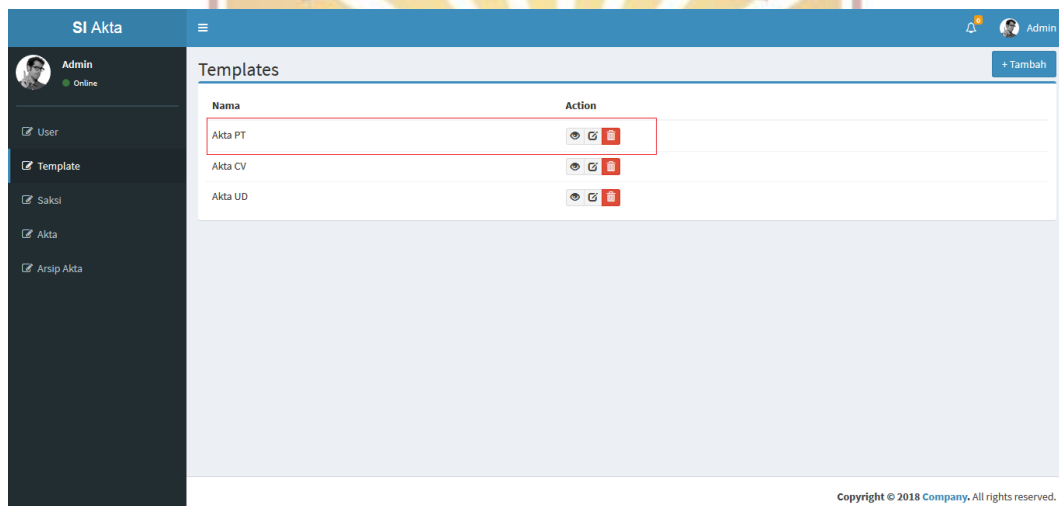 SI Akta
0
Admin
Admin
Online
Templates
+ Tambah
User
Template
Saksi
Akta
Arsip Akta
Nama Action
Akta PT
Akta CV
Akta UD
Copyright © 2018 Company. All rights reserved.